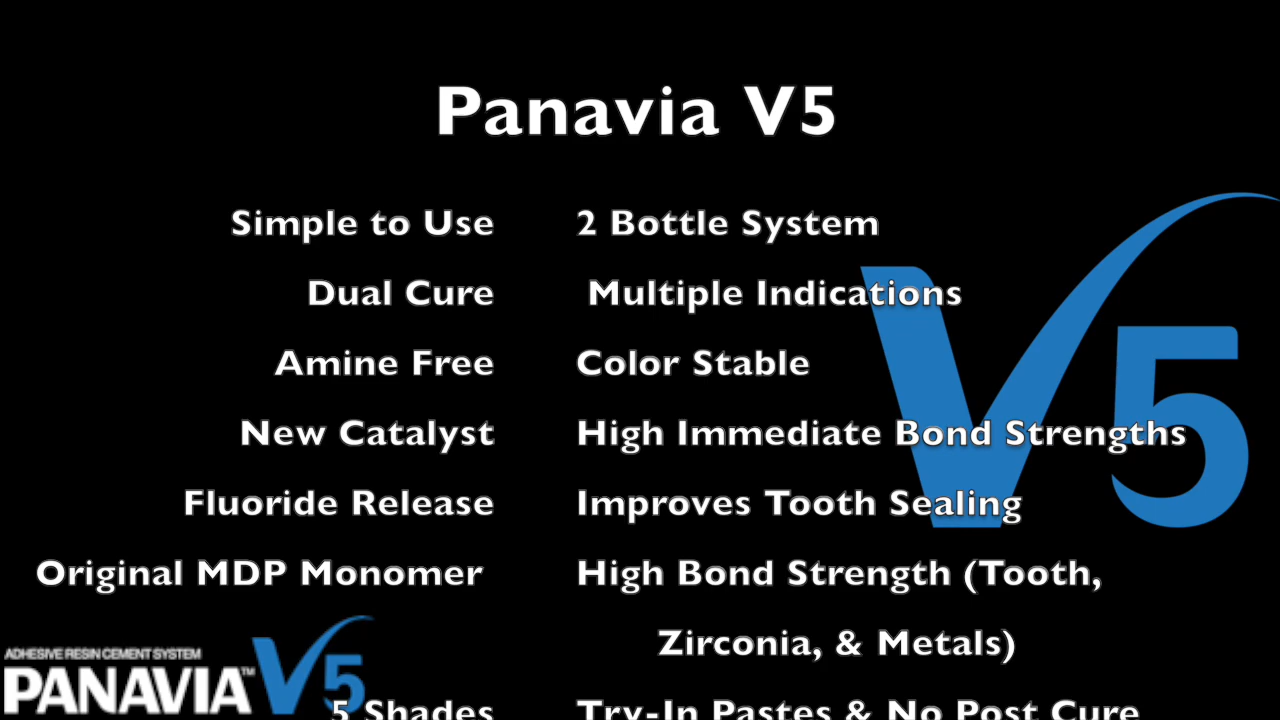 Panavia V5
Simple to Use 2 Bottle System
Dual Cure Multiple Indications
Amine Free Color Stable
New Catalyst High Immediate Bond Strengths
Fluoride Release Improves Tooth Sealing
Original MDP Monomer High Bond Strength (Tooth,
Zirconia, & Metals)
5 Shades Try-In Pastes & No Post Cure
V5
ADHESIVE RESIN CEMENT SYSTEM
PANAVIA™ V5